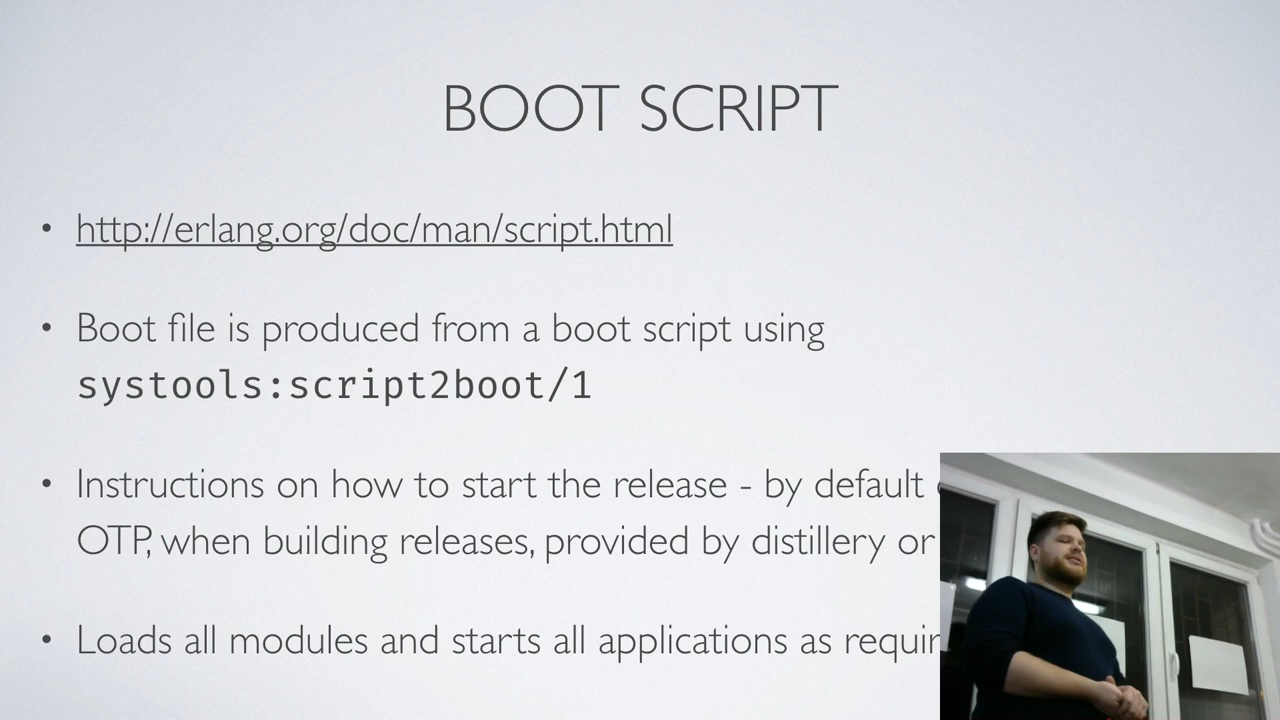 BOOT SCRIPT
• http://erlang.org/doc/man/script.html
• Boot file is produced from a boot script using
systools:script2boot/1
• Instructions on how to start the release - by default
OTP, when building releases, provided by distillery or
• Loads all modules and starts all applications as